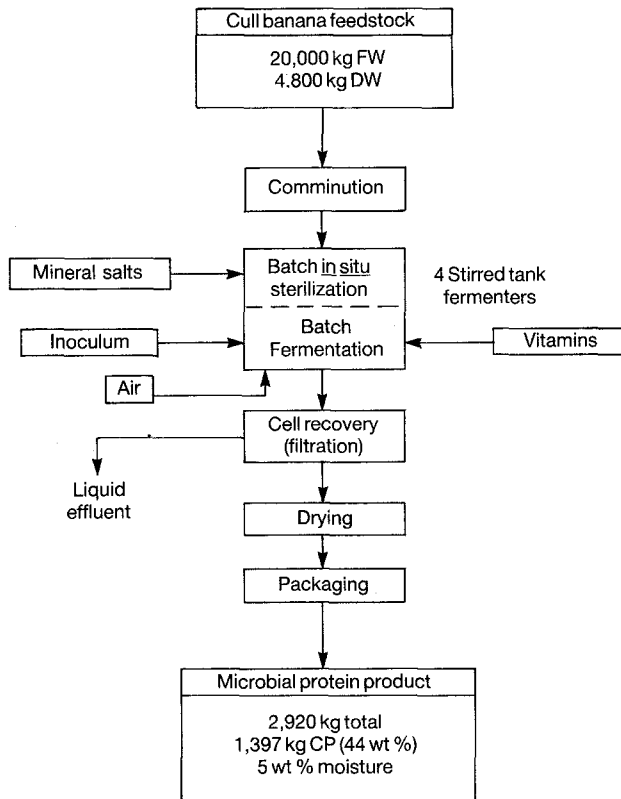 Cull banana feedstock
20,000 kg FW
4.800 kg DW
Comminution
Mineral salts
Batch in situ
sterilization
4 Stirred tank
fermenters
Inoculum
Batch
Fermentation
Vitamins
Air
Cell recovery
(filtration)
Liquid
effluent
Drying
Packaging
Microbial protein product
2,920 kg total
1,397 kg CP (44 wt %)
5 wt % moisture